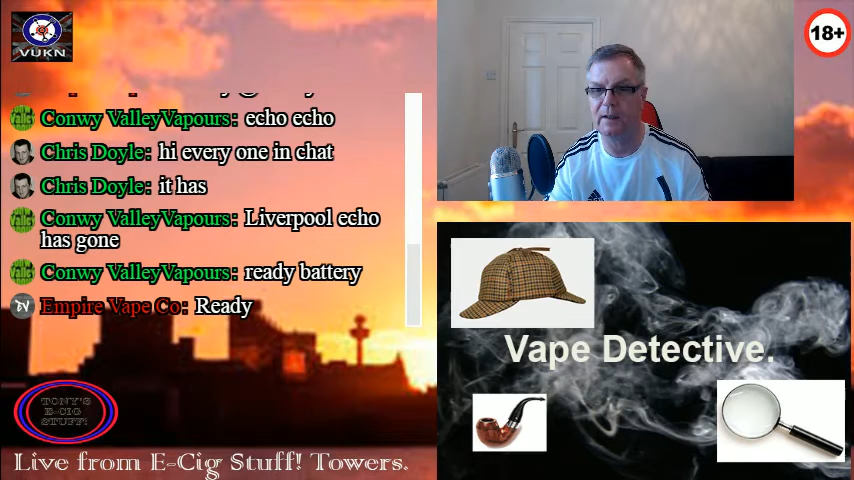 VUKN
Conwy ValleyVapours: echo echo
Chris Doyle: hi every one in chat
Chris Doyle: it has
Conwy ValleyVapours: Liverpool echo
has gone
Conwy ValleyVapours: ready battery
Empire Vape Co: Ready
TONY'S
E-CIG
STUFF!
Live from E-Cig Stuff! Towers.
18+
Vape Detective.